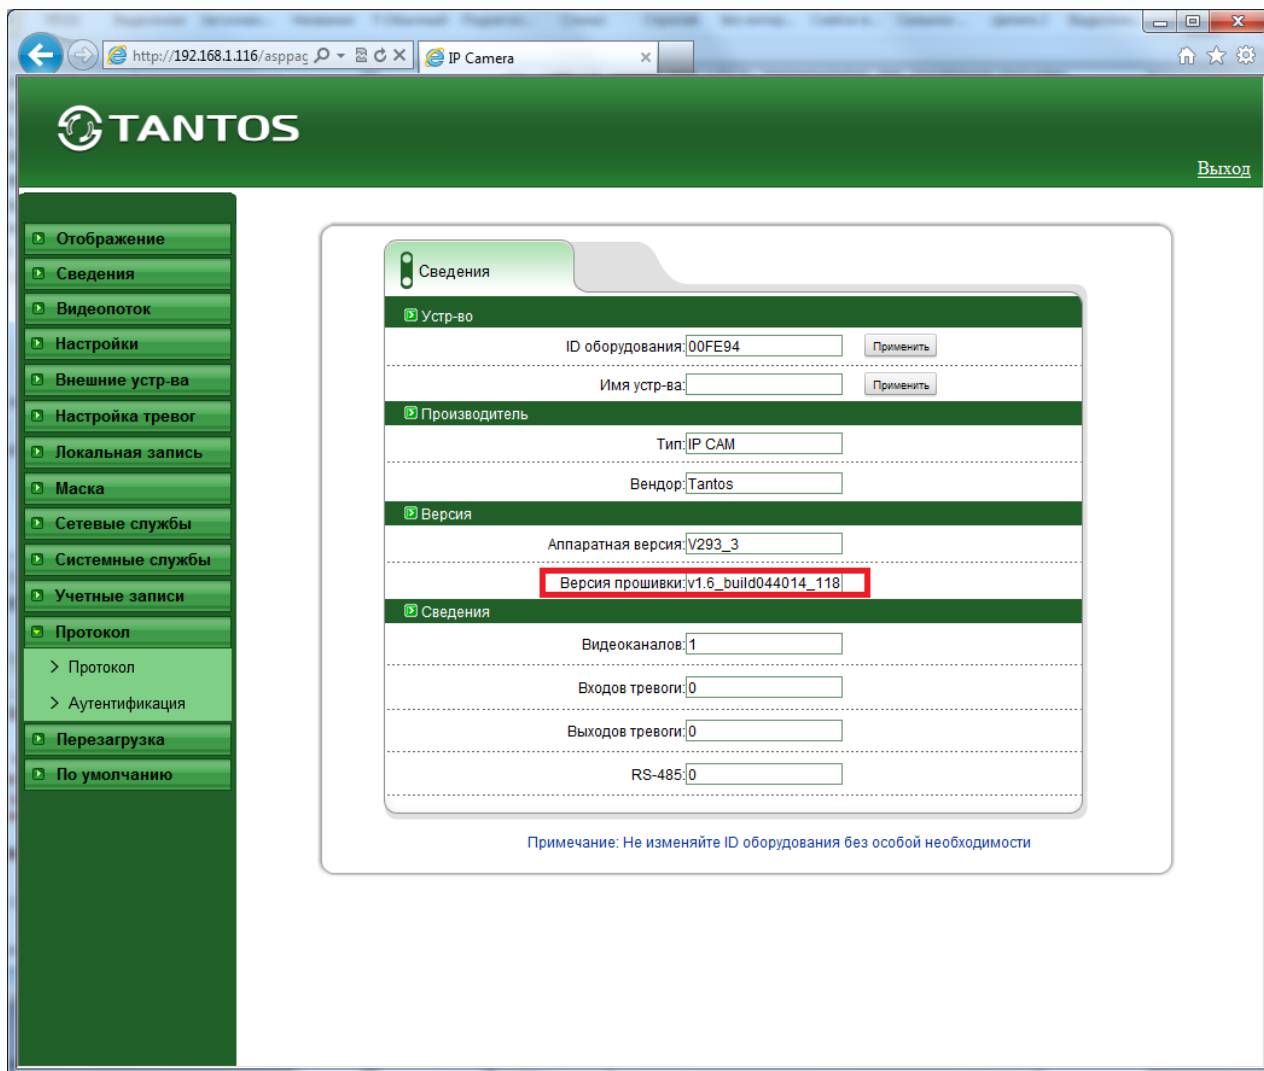 http://192.168.1.116/asppag
IP Camera
TANTOS
Выход
Отображение
Сведения
Видеопоток
Настройки
Внешние устр-ва
Настройка тревог
Локальная запись
Маска
Сетевые службы
Системные службы
Учетные записи
Протокол
> Протокол
> Аутентификация
Перезагрузка
По умолчанию
Сведения
Устр-во
ID оборудования: 00FE94 Применить
Имя устр-ва: Применить
Производитель
Тип: IP CAM
Вендор: Tantos
Версия
Аппаратная версия: V293_3
Версия прошивки: v1.6_build044014_118
Сведения
Видеоканалов: 1
Входов тревоги: 0
Выходов тревоги: 0
RS-485: 0
Примечание: Не изменяйте ID оборудования без особой необходимости